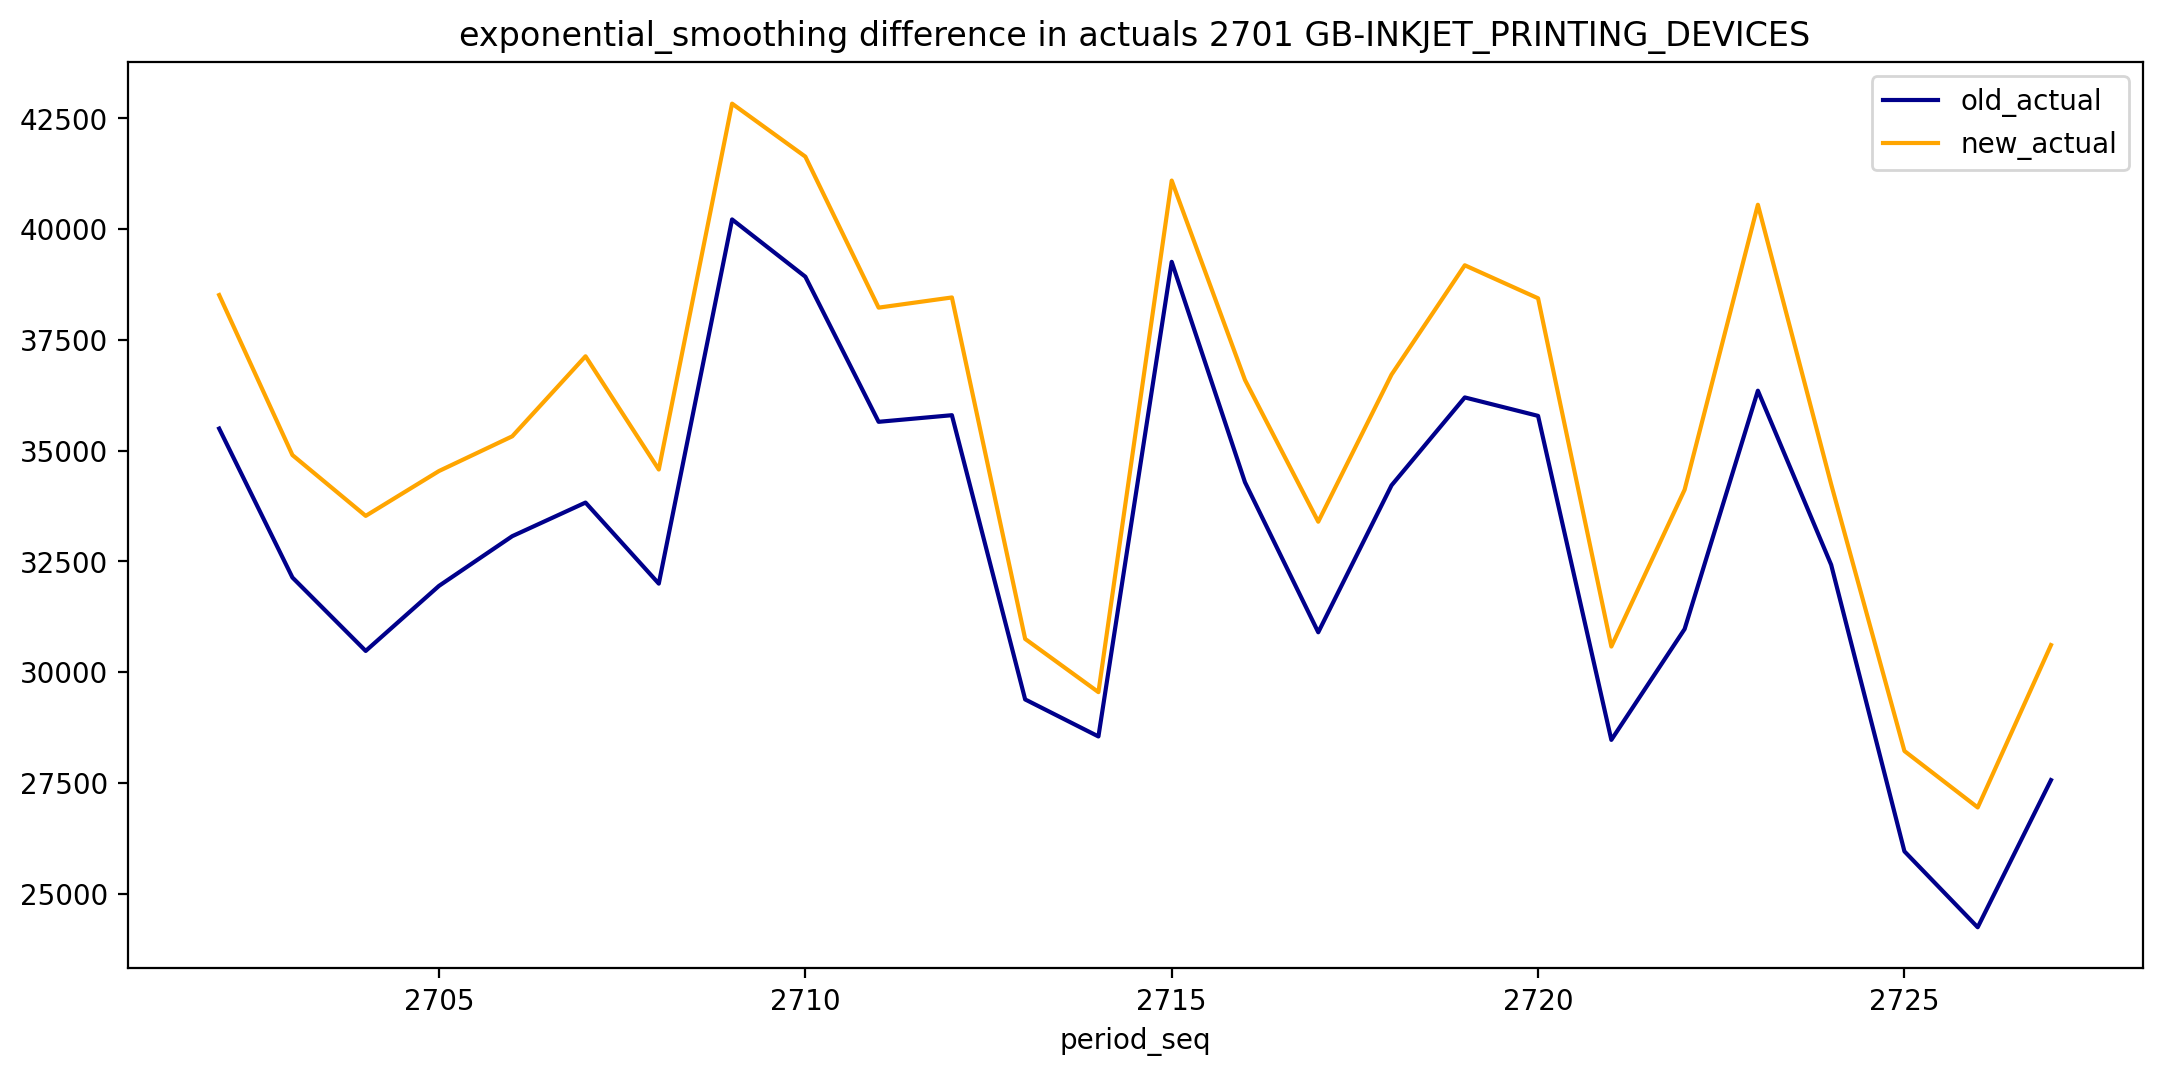 exponential_smoothing difference in actuals 2701 GB-INKJET_PRINTING_DEVICES
old_actual
new_actual
42500
40000
37500
35000
32500
30000
27500
25000
2705 2710 2715 2720 2725
period_seq